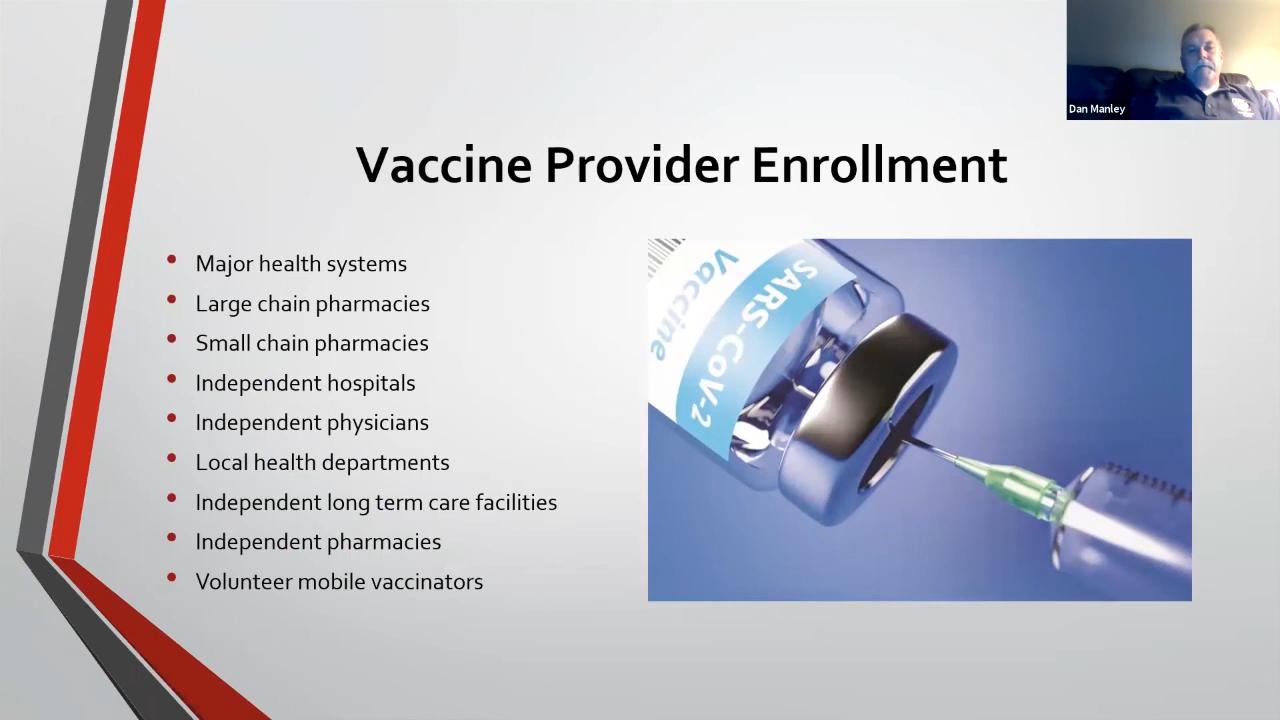 Dan Manley
Vaccine Provider Enrollment
Major health systems
Large chain pharmacies
Small chain pharmacies
Independent hospitals
Independent physicians
Local health departments
Independent long term care facilities
Independent pharmacies
Volunteer mobile vaccinators
SARS-CoV-2
Vaccine